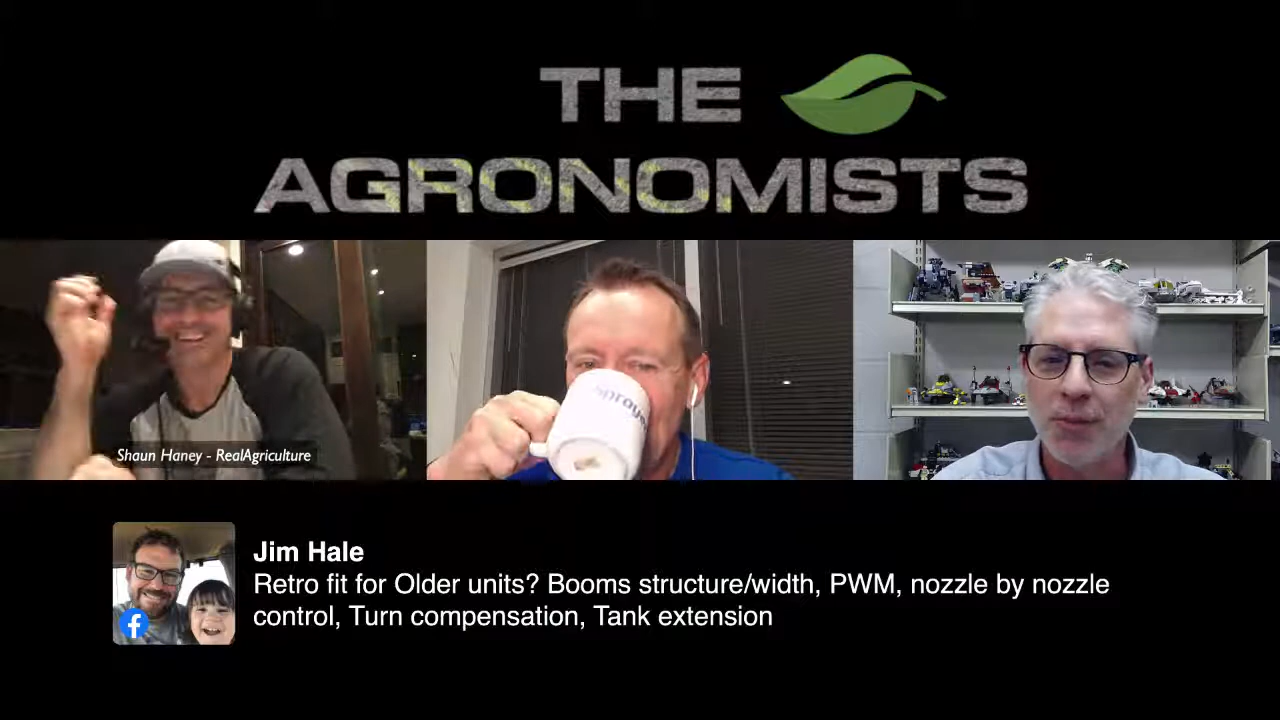 THE
AGRONOMISTS
Shaun Haney - RealAgriculture
Jim Hale
Retro fit for Older units? Booms structure/width, PWM, nozzle by nozzle
control, Turn compensation, Tank extension